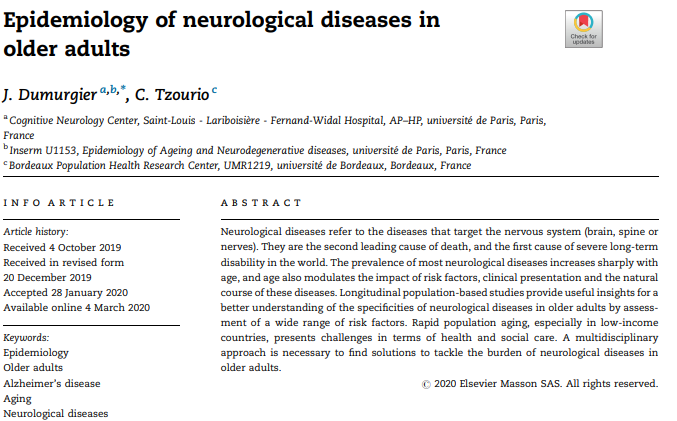 Epidemiology of neurological diseases in
older adults
Check for
updates
J. Dumurgier a,b,*, C. Tzourio c
a Cognitive Neurology Center, Saint-Louis - Lariboisière - Fernand-Widal Hospital, AP–HP, université de Paris, Paris,
France
b Inserm U1153, Epidemiology of Ageing and Neurodegenerative diseases, université de Paris, Paris, France
c Bordeaux Population Health Research Center, UMR1219, université de Bordeaux, Bordeaux, France
INFO ARTICLE
Article history:
Received 4 October 2019
Received in revised form
20 December 2019
Accepted 28 January 2020
Available online 4 March 2020
Keywords:
Epidemiology
Older adults
Alzheimer's disease
Aging
Neurological diseases
ABSTRACT
Neurological diseases refer to the diseases that target the nervous system (brain, spine or
nerves). They are the second leading cause of death, and the first cause of severe long-term
disability in the world. The prevalence of most neurological diseases increases sharply with
age, and age also modulates the impact of risk factors, clinical presentation and the natural
course of these diseases. Longitudinal population-based studies provide useful insights for a
better understanding of the specificities of neurological diseases in older adults by assess-
ment of a wide range of risk factors. Rapid population aging, especially in low-income
countries, presents challenges in terms of health and social care. A multidisciplinary
approach is necessary to find solutions to tackle the burden of neurological diseases in
older adults.
© 2020 Elsevier Masson SAS. All rights reserved.